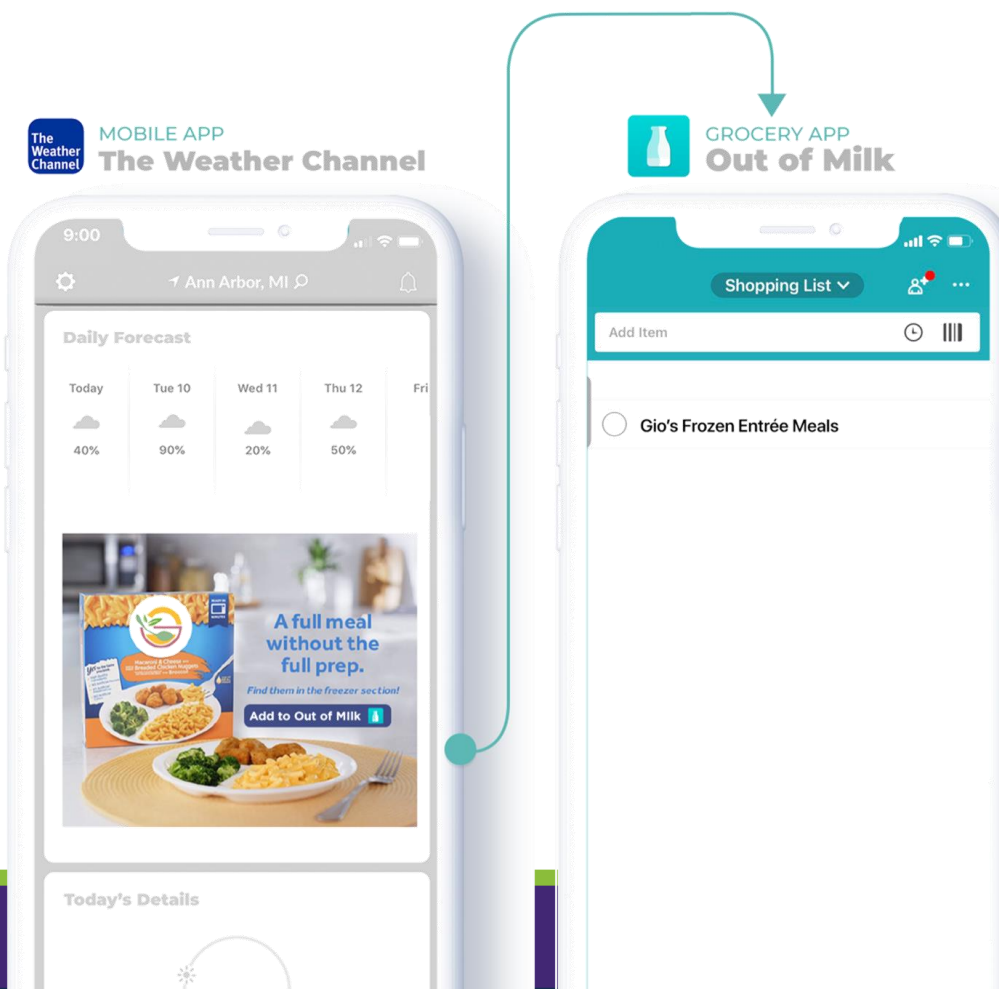 The
Weather
Channel
MOBILE APP
The Weather Channel
9:00
Ann Arbor, MI
Daily Forecast
Today
Tue 10
Wed 11
Thu 12
Fri
40%
90%
20%
50%
Macaroni & Cheese
A full meal
without the
full prep.
Find them in the freezer section!
Add to Out of Milk
Today's Details
GROCERY APP
Out of Milk
Shopping List
Add Item
Gio's Frozen Entrée Meals